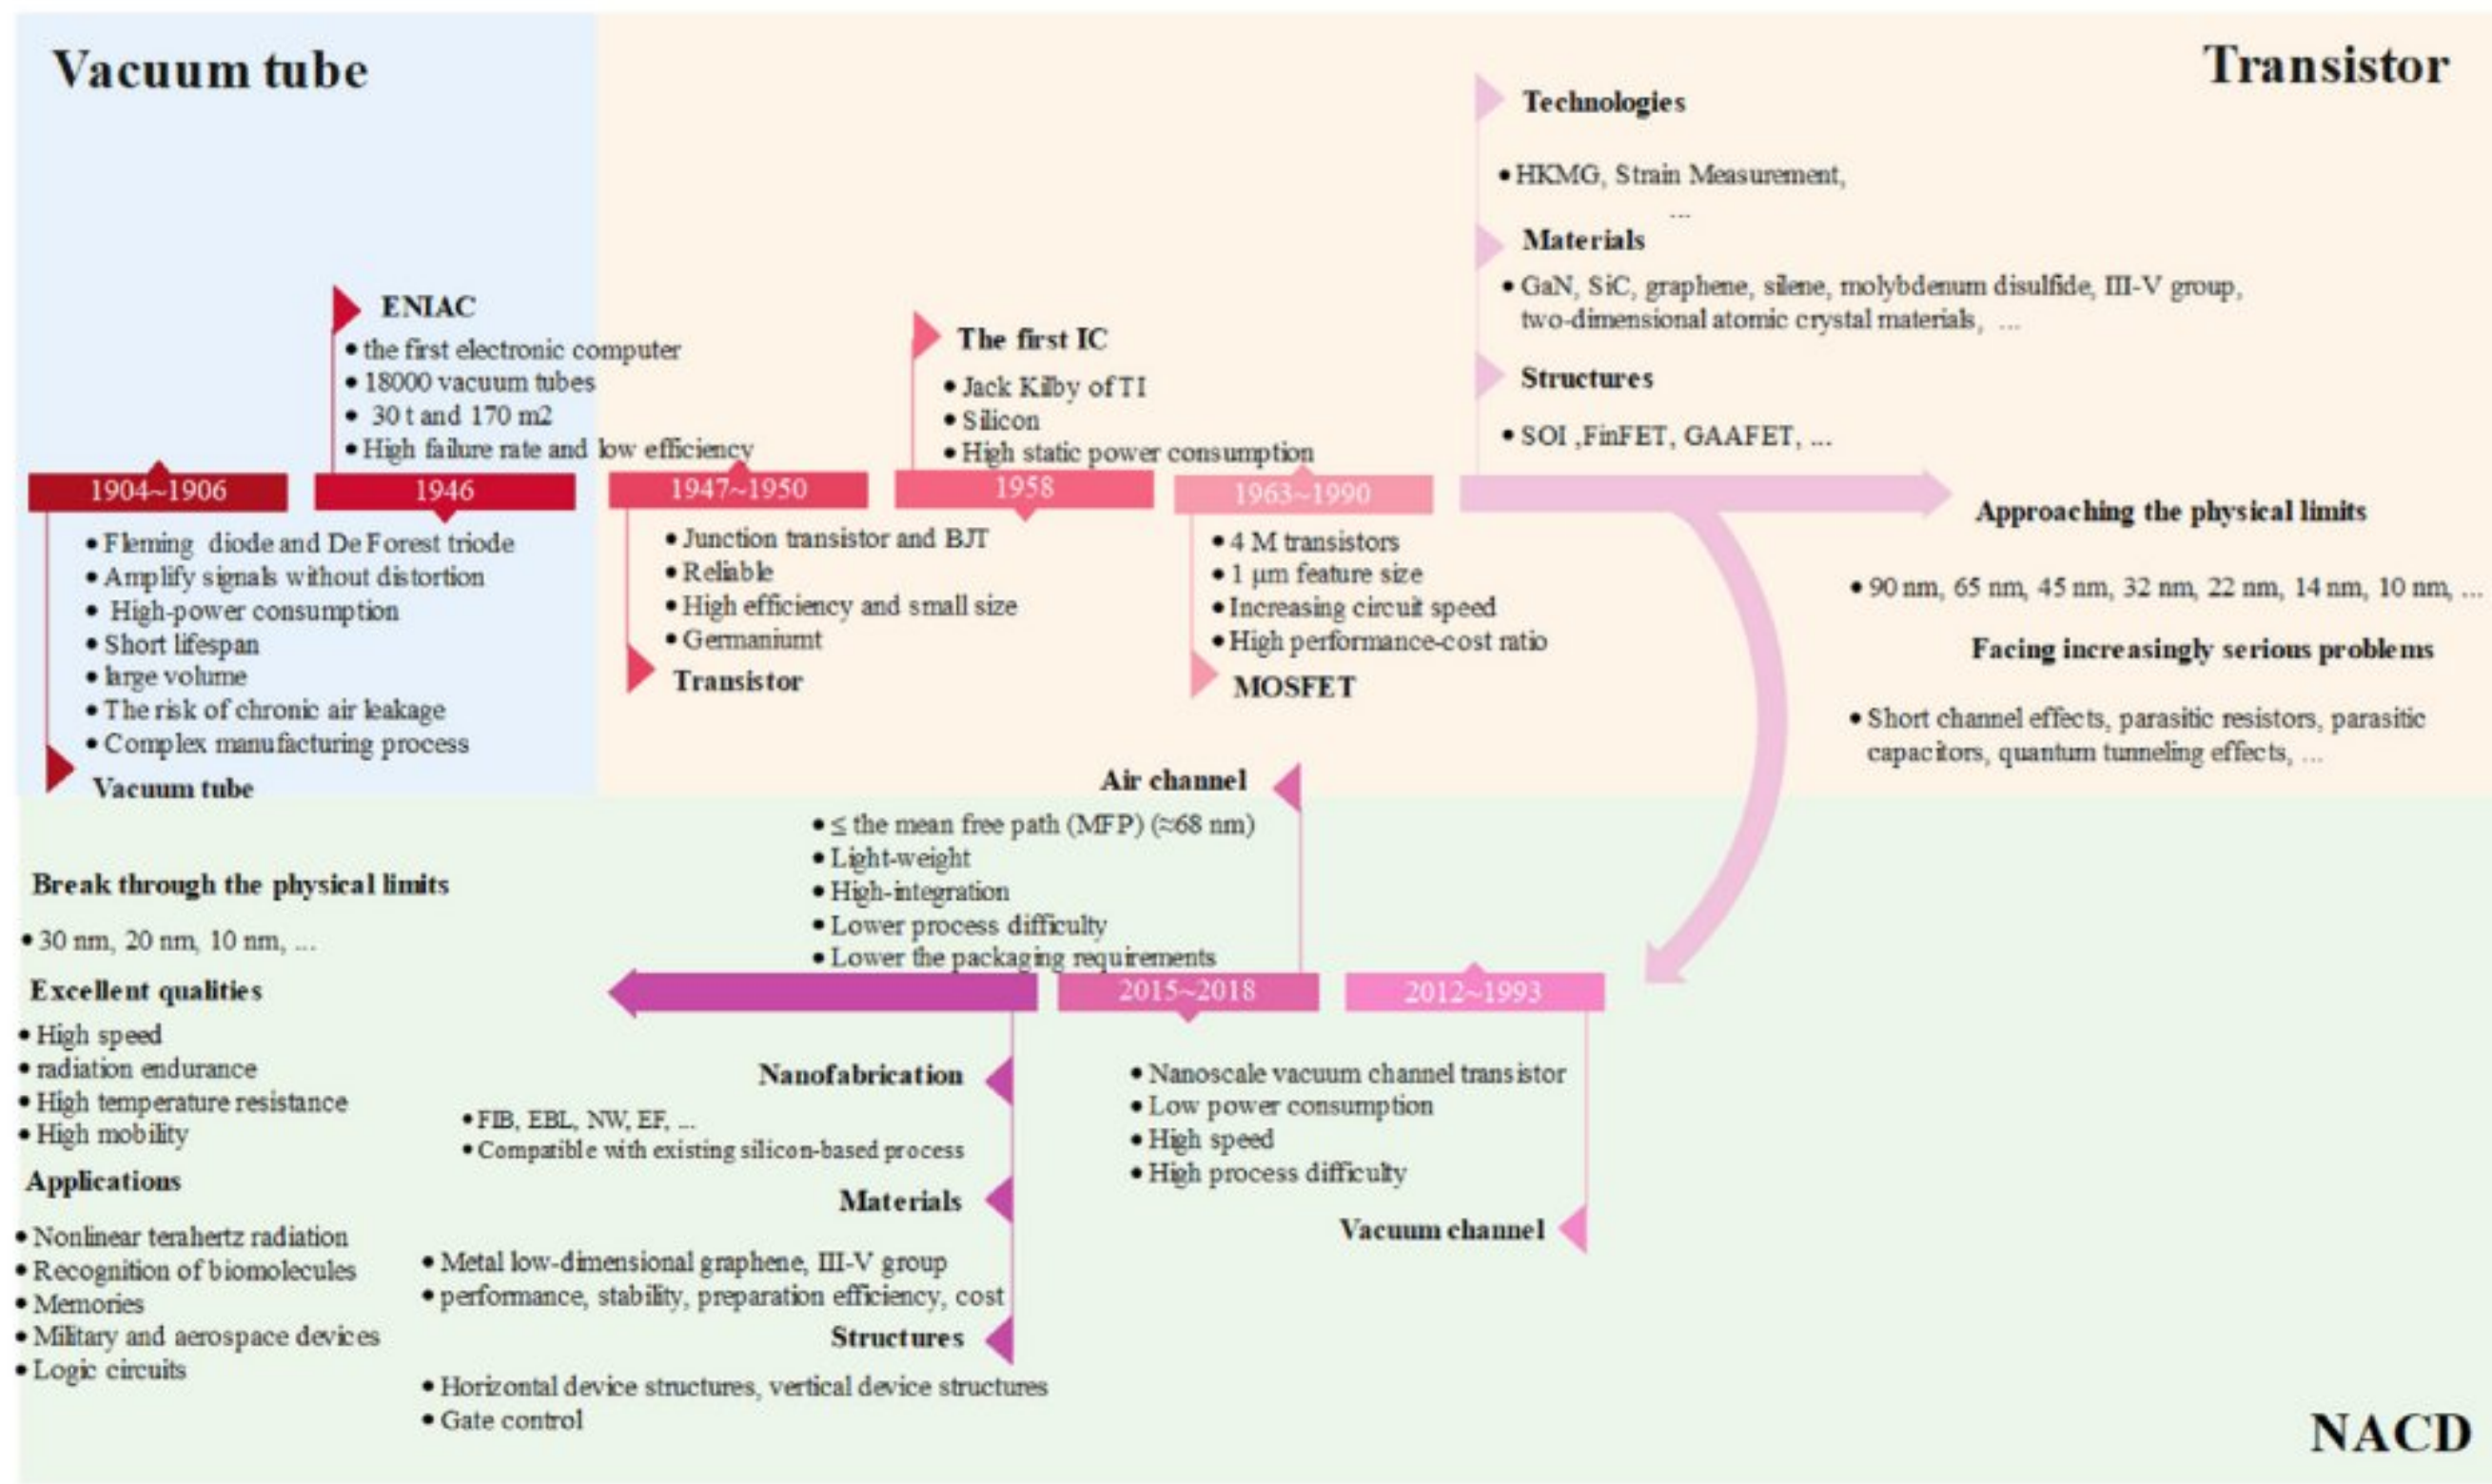 Vacuum tube
Transistor
Technologies
• HKMG, Strain Measurement,
...
Materials
• GaN, SiC, graphene, silene, molybdenum disulfide, III-V group,
two-dimensional atomic crystal materials, ...
Structures
• SOI ,FinFET, GAAFET, ...
ENIAC
• the first electronic computer
• 18000 vacuum tubes
• 30 t and 170 m2
• High failure rate and low efficiency
The first IC
• Jack Kilby of TI
• Silicon
• High static power consumption
1904~1906
1946
1947~1950
1958
1963~1990
• Fleming diode and De Forest triode
• Amplify signals without distortion
• High-power consumption
• Short lifespan
• large volume
• The risk of chronic air leakage
• Complex manufacturing process
Vacuum tube
• Junction transistor and BJT
• Reliable
• High efficiency and small size
• Germaniumt
Transistor
• 4 M transistors
• 1 μm feature size
• Increasing circuit speed
• High performance-cost ratio
MOSFET
Approaching the physical limits
• 90 nm, 65 nm, 45 nm, 32 nm, 22 nm, 14 nm, 10 nm, ...
Facing increasingly serious problems
• Short channel effects, parasitic resistors, parasitic
capacitors, quantum tunneling effects, ...
Air channel
• ≤ the mean free path (MFP) (≈68 nm)
• Light-weight
• High-integration
• Lower process difficulty
• Lower the packaging requirements
2015~2018
2012~1993
• Nanoscale vacuum channel transistor
• Low power consumption
• High speed
• High process difficulty
Vacuum channel
Nanofabrication
• FIB, EBL, NW, EF, ...
• Compatible with existing silicon-based process
Materials
• Metal low-dimensional graphene, III-V group
• performance, stability, preparation efficiency, cost
Structures
• Horizontal device structures, vertical device structures
• Gate control
Break through the physical limits
• 30 nm, 20 nm, 10 nm, ...
Excellent qualities
• High speed
• radiation endurance
• High temperature resistance
• High mobility
Applications
• Nonlinear terahertz radiation
• Recognition of biomolecules
• Memories
• Military and aerospace devices
• Logic circuits
NACD